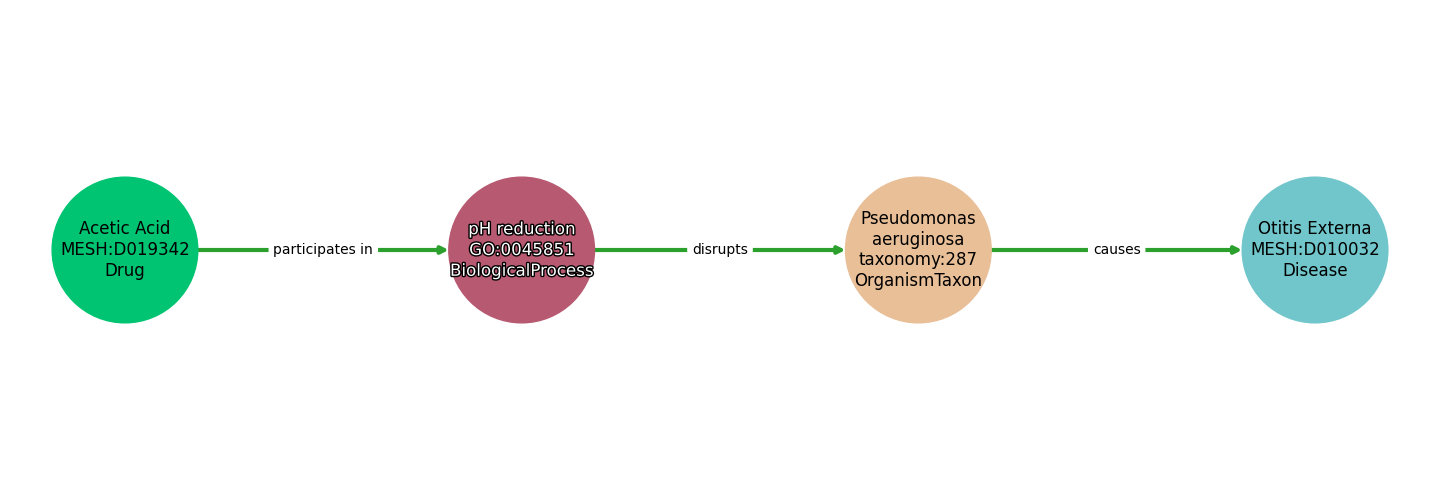 Acetic Acid
MESH:D019342
Drug
participates in
pH reduction
GO:0045851
BiologicalProcess
disrupts
Pseudomonas
aeruginosa
taxonomy:287
OrganismTaxon
causes
Otitis Externa
MESH:D010032
Disease